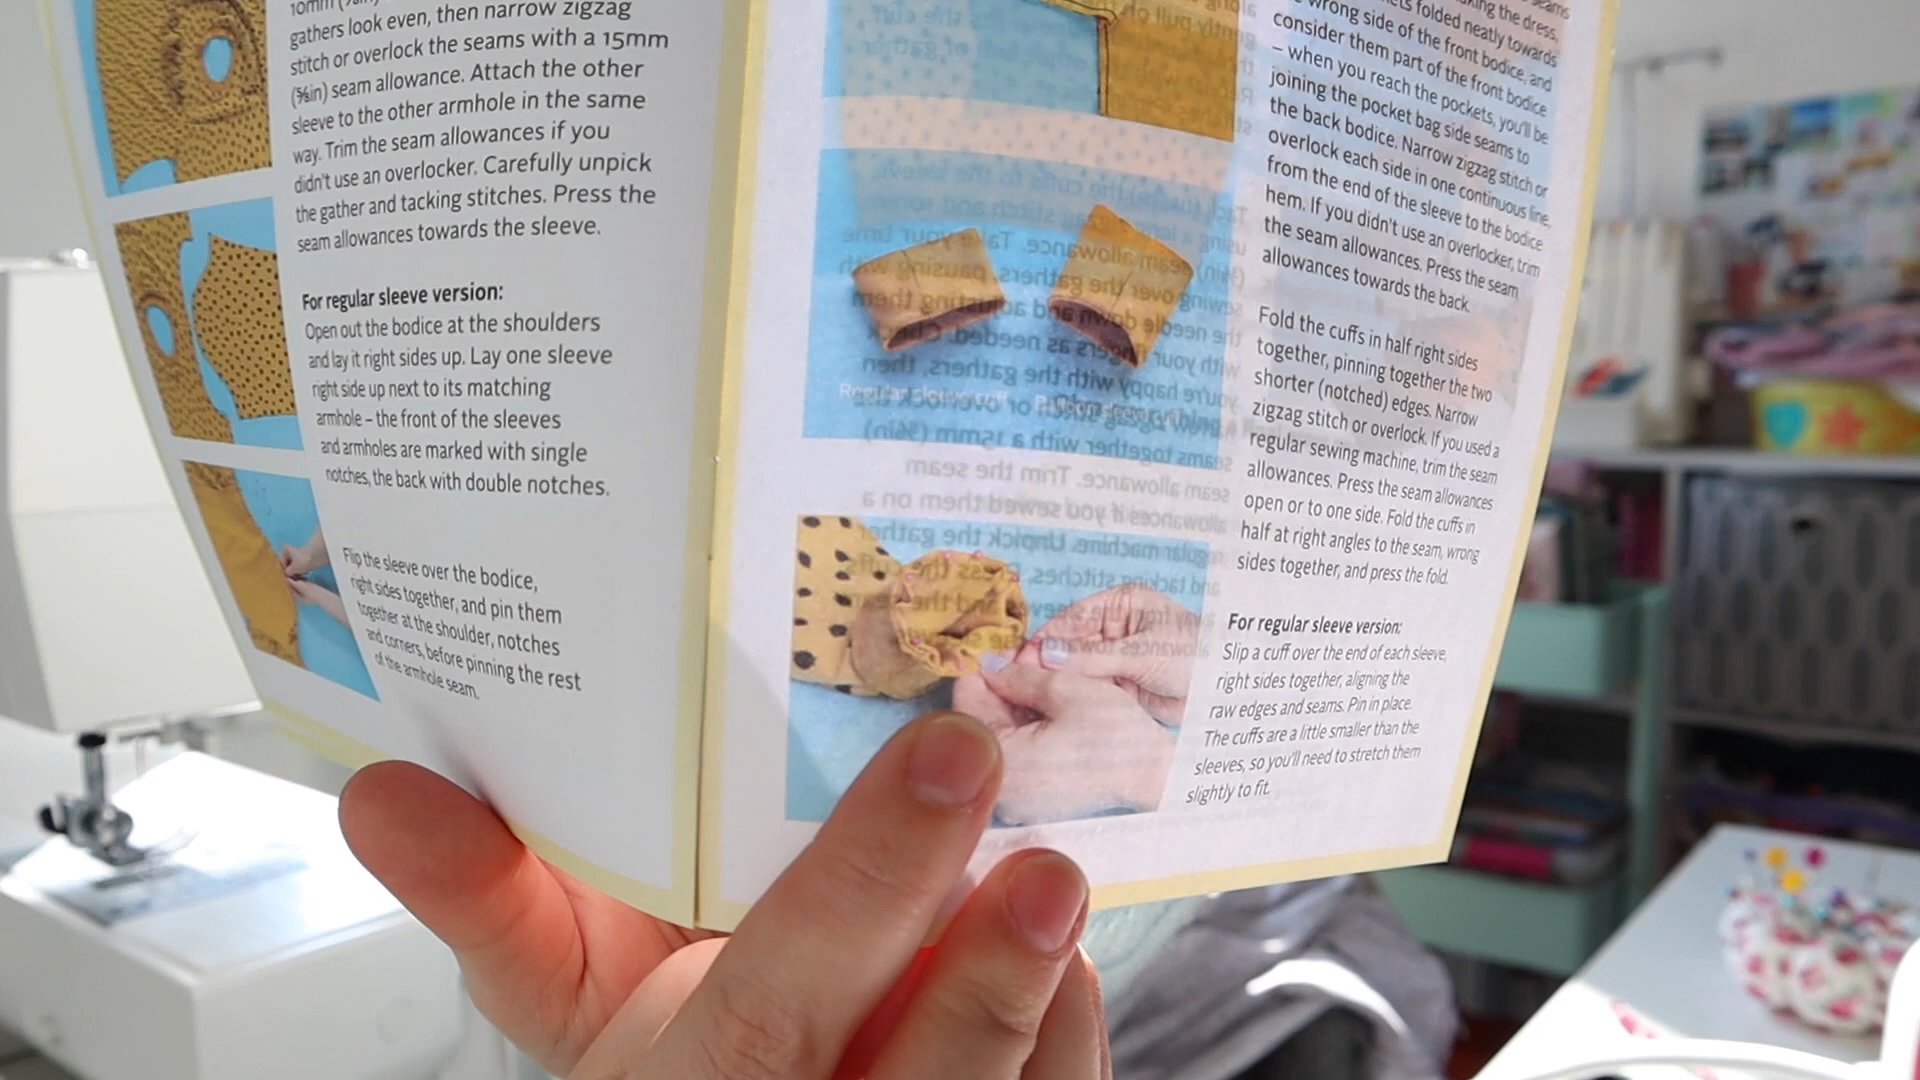 10mm
gathers look even, then narrow zigzag
stitch or overlock the seams with a 15mm
(⅝in) seam allowance. Attach the other
sleeve to the other armhole in the same
way. Trim the seam allowances if you
didn't use an overlocker. Carefully unpick
the gather and tacking stitches. Press the
seam allowances towards the sleeve.
For regular sleeve version:
Open out the bodice at the shoulders
and lay it right sides up. Lay one sleeve
right side up next to its matching
armhole – the front of the sleeves
and armholes are marked with single
notches, the back with double notches.
Flip the sleeve over the bodice,
right sides together, and pin them
together at the shoulder, notches
and corners, before pinning the rest
of the armhole seam.
Regular sleeve cuff
seams
making the dress,
folded neatly towards
wrong side of the front bodice, and
consider them part of the front bodice
– when you reach the pockets, you'll be
joining the pocket bag side seams to
the back bodice. Narrow zigzag stitch or
overlock each side in one continuous line,
from the end of the sleeve to the bodice
hem. If you didn't use an overlocker, trim
the seam allowances. Press the seam
allowances towards the back.
Fold the cuffs in half right sides
together, pinning together the two
shorter (notched) edges. Narrow
zigzag stitch or overlock. If you used a
regular sewing machine, trim the seam
allowances. Press the seam allowances
open or to one side. Fold the cuffs in
half at right angles to the seam, wrong
sides together, and press the fold.
For regular sleeve version:
Slip a cuff over the end of each sleeve,
right sides together, aligning the
raw edges and seams. Pin in place.
The cuffs are a little smaller than the
sleeves, so you'll need to stretch them
slightly to fit.